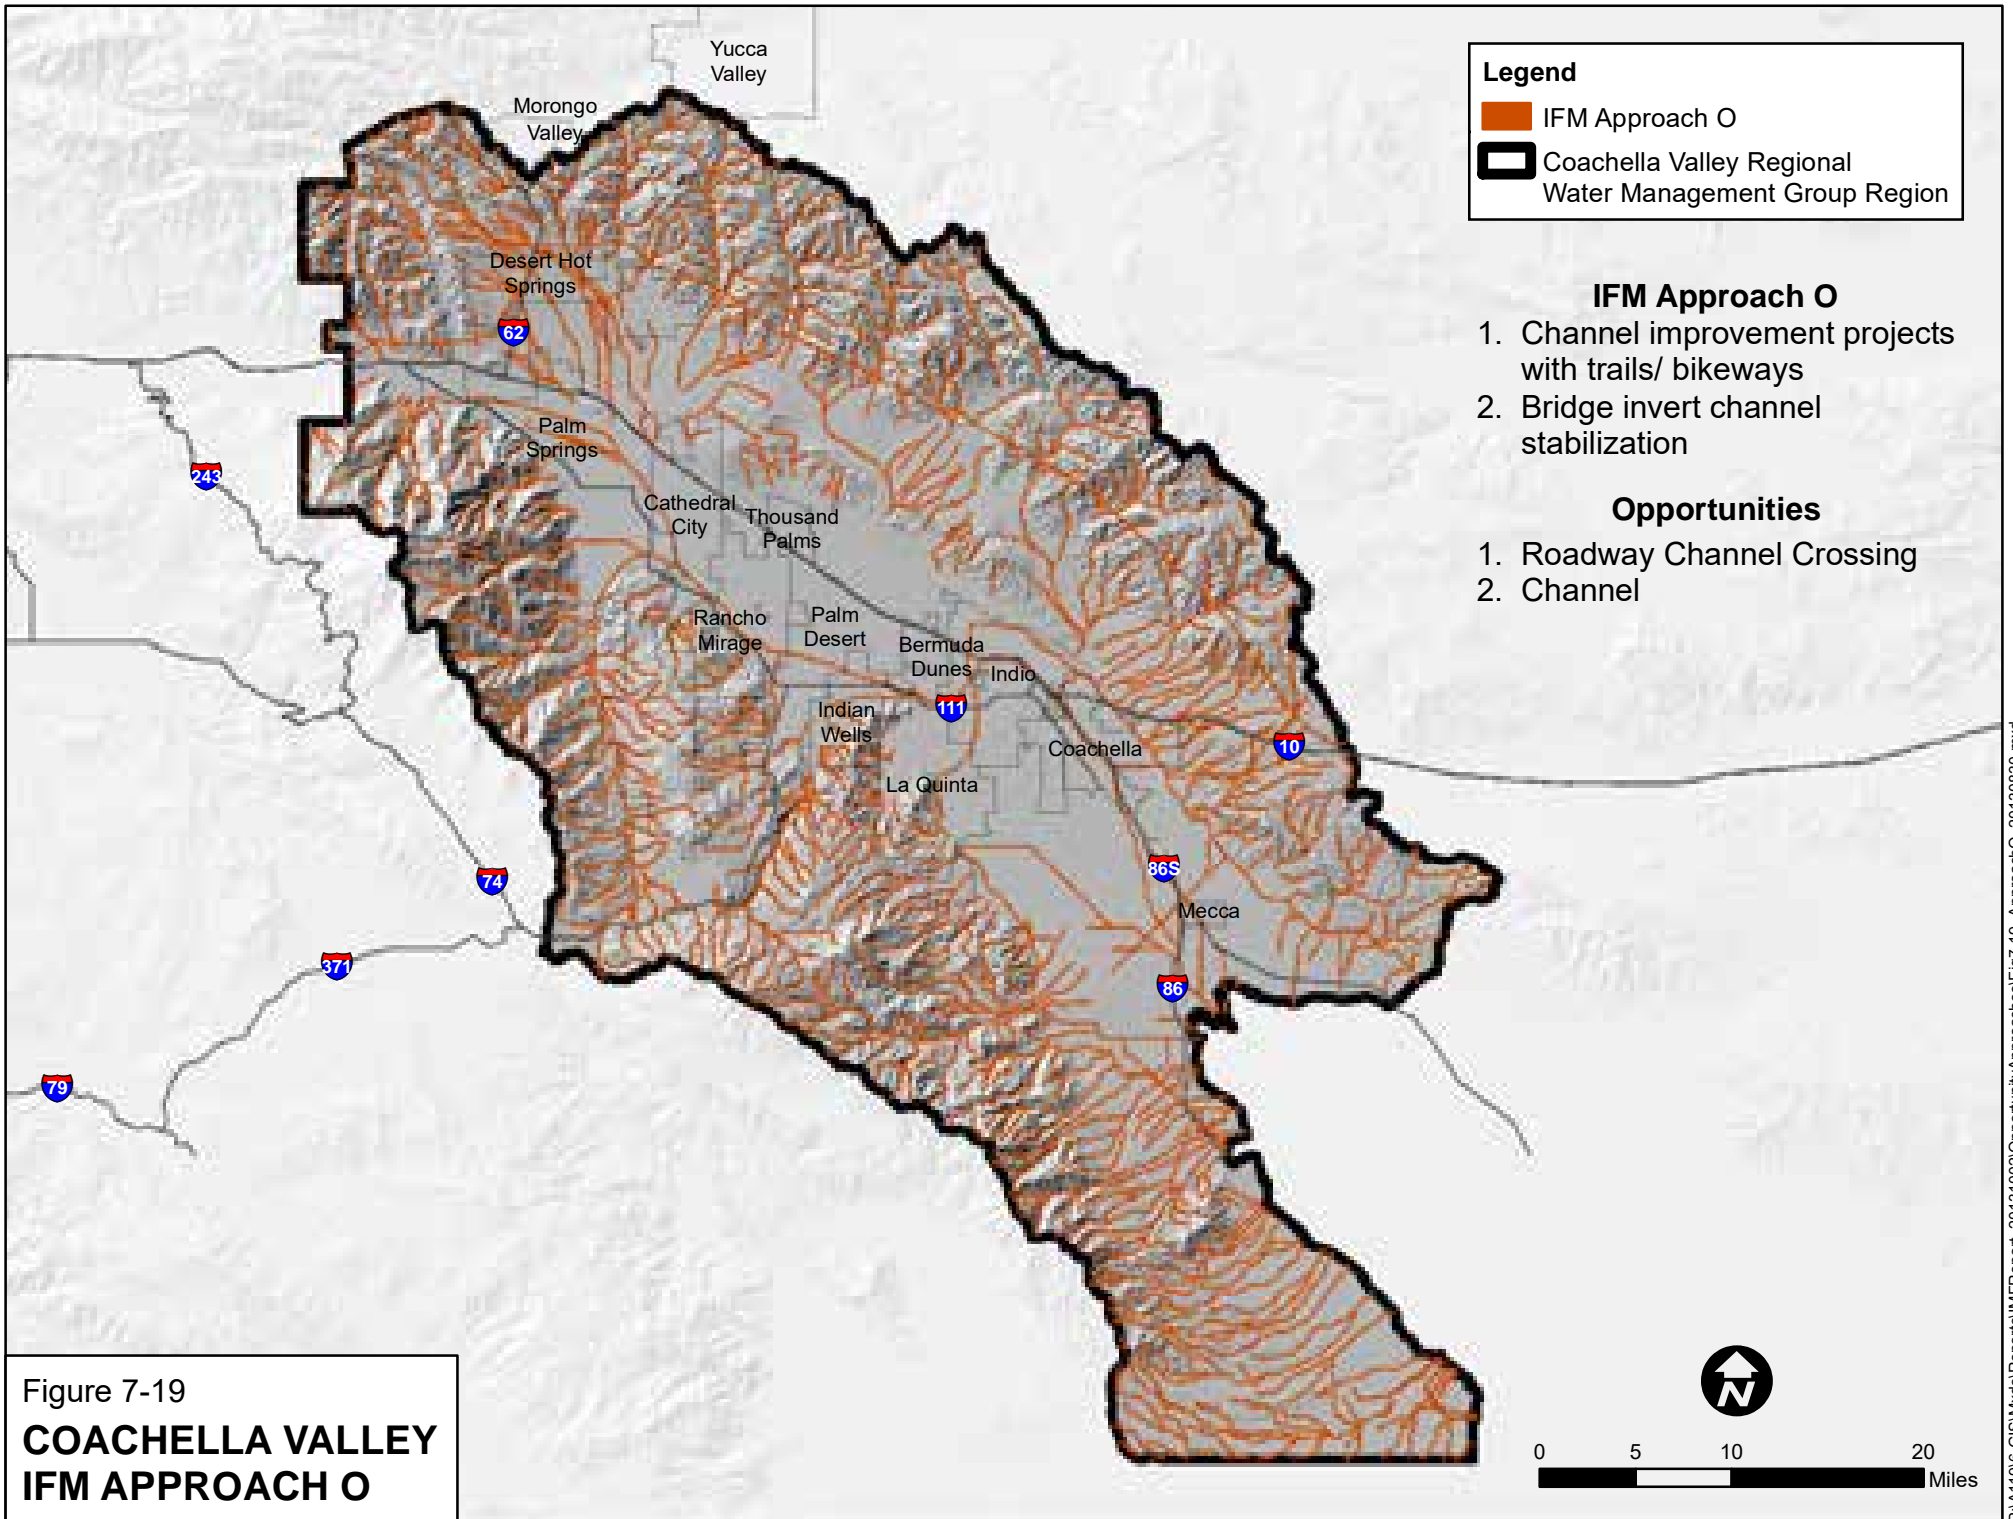 Yucca
Valley
Morongo
Valley
Legend
IFM Approach O
Coachella Valley Regional
Water Management Group Region
Desert Hot
Springs
62
IFM Approach O
1. Channel improvement projects
with trails/ bikeways
2. Bridge invert channel
stabilization
Opportunities
1. Roadway Channel Crossing
2. Channel
243
Palm
Springs
Cathedral
City
Thousand
Palms
Rancho
Mirage
Palm
Desert
Bermuda
Dunes
Indio
111
Indian
Wells
Coachella
10
La Quinta
74
86S
Mecca
371
86
79
Figure 7-19
COACHELLA VALLEY
IFM APPROACH O
N
0 5 10 20
Miles